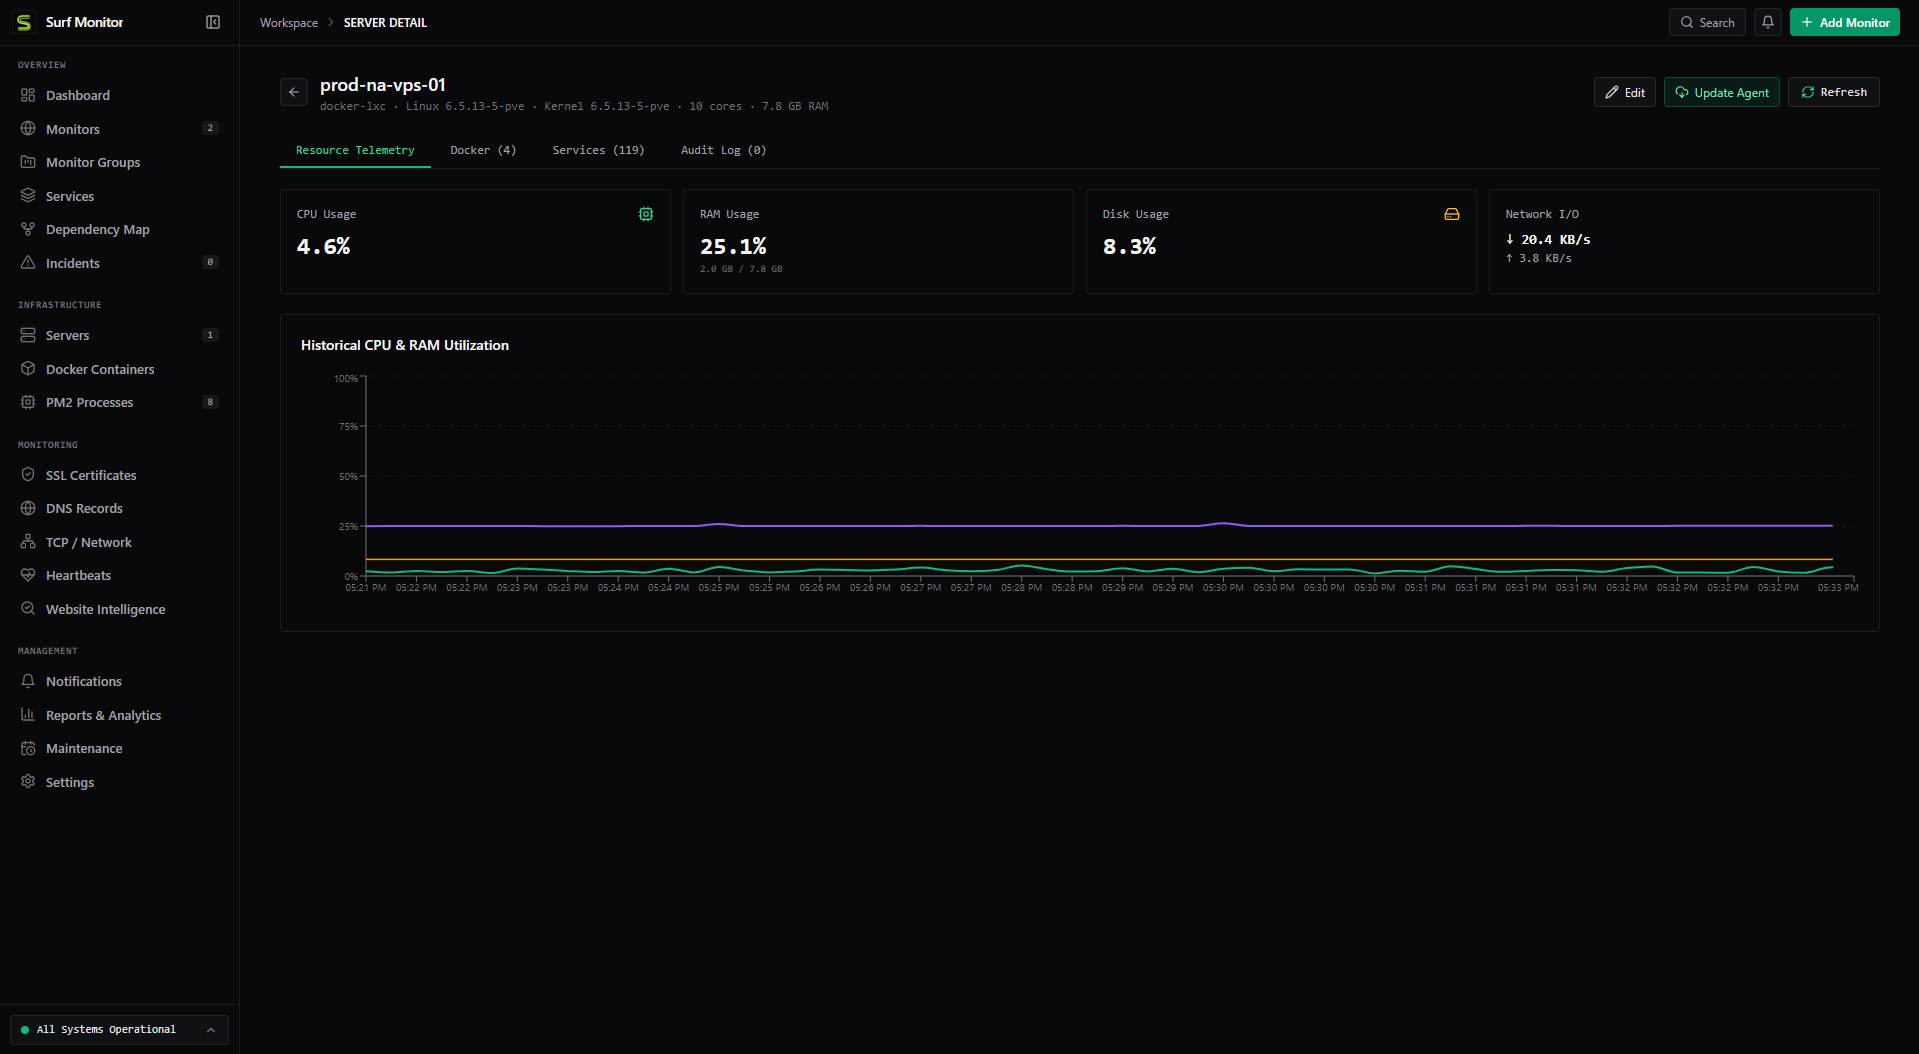 Surf Monitor
OVERVIEW
Dashboard
Monitors 2
Monitor Groups
Services
Dependency Map
Incidents 0
INFRASTRUCTURE
Servers 1
Docker Containers
PM2 Processes 8
MONITORING
SSL Certificates
DNS Records
TCP / Network
Heartbeats
Website Intelligence
MANAGEMENT
Notifications
Reports & Analytics
Maintenance
Settings
All Systems Operational
Workspace > SERVER DETAIL
Search
+ Add Monitor
prod-na-vps-01
docker-lxc · Linux 6.5.13-5-pve · Kernel 6.5.13-5-pve · 10 cores · 7.8 GB RAM
Edit
Update Agent
Refresh
Resource Telemetry Docker (4) Services (119) Audit Log (0)
CPU Usage
4.6%
RAM Usage
25.1%
2.0 GB / 7.8 GB
Disk Usage
8.3%
Network I/O
↓ 20.4 KB/s
↑ 3.8 KB/s
Historical CPU & RAM Utilization
100%
75%
50%
25%
0%
05:21 PM 05:22 PM 05:22 PM 05:23 PM 05:23 PM 05:24 PM 05:24 PM 05:25 PM 05:25 PM 05:26 PM 05:26 PM 05:27 PM 05:27 PM 05:28 PM 05:28 PM 05:29 PM 05:29 PM 05:30 PM 05:30 PM 05:30 PM 05:30 PM 05:31 PM 05:31 PM 05:31 PM 05:31 PM 05:32 PM 05:32 PM 05:32 PM 05:32 PM 05:33 PM